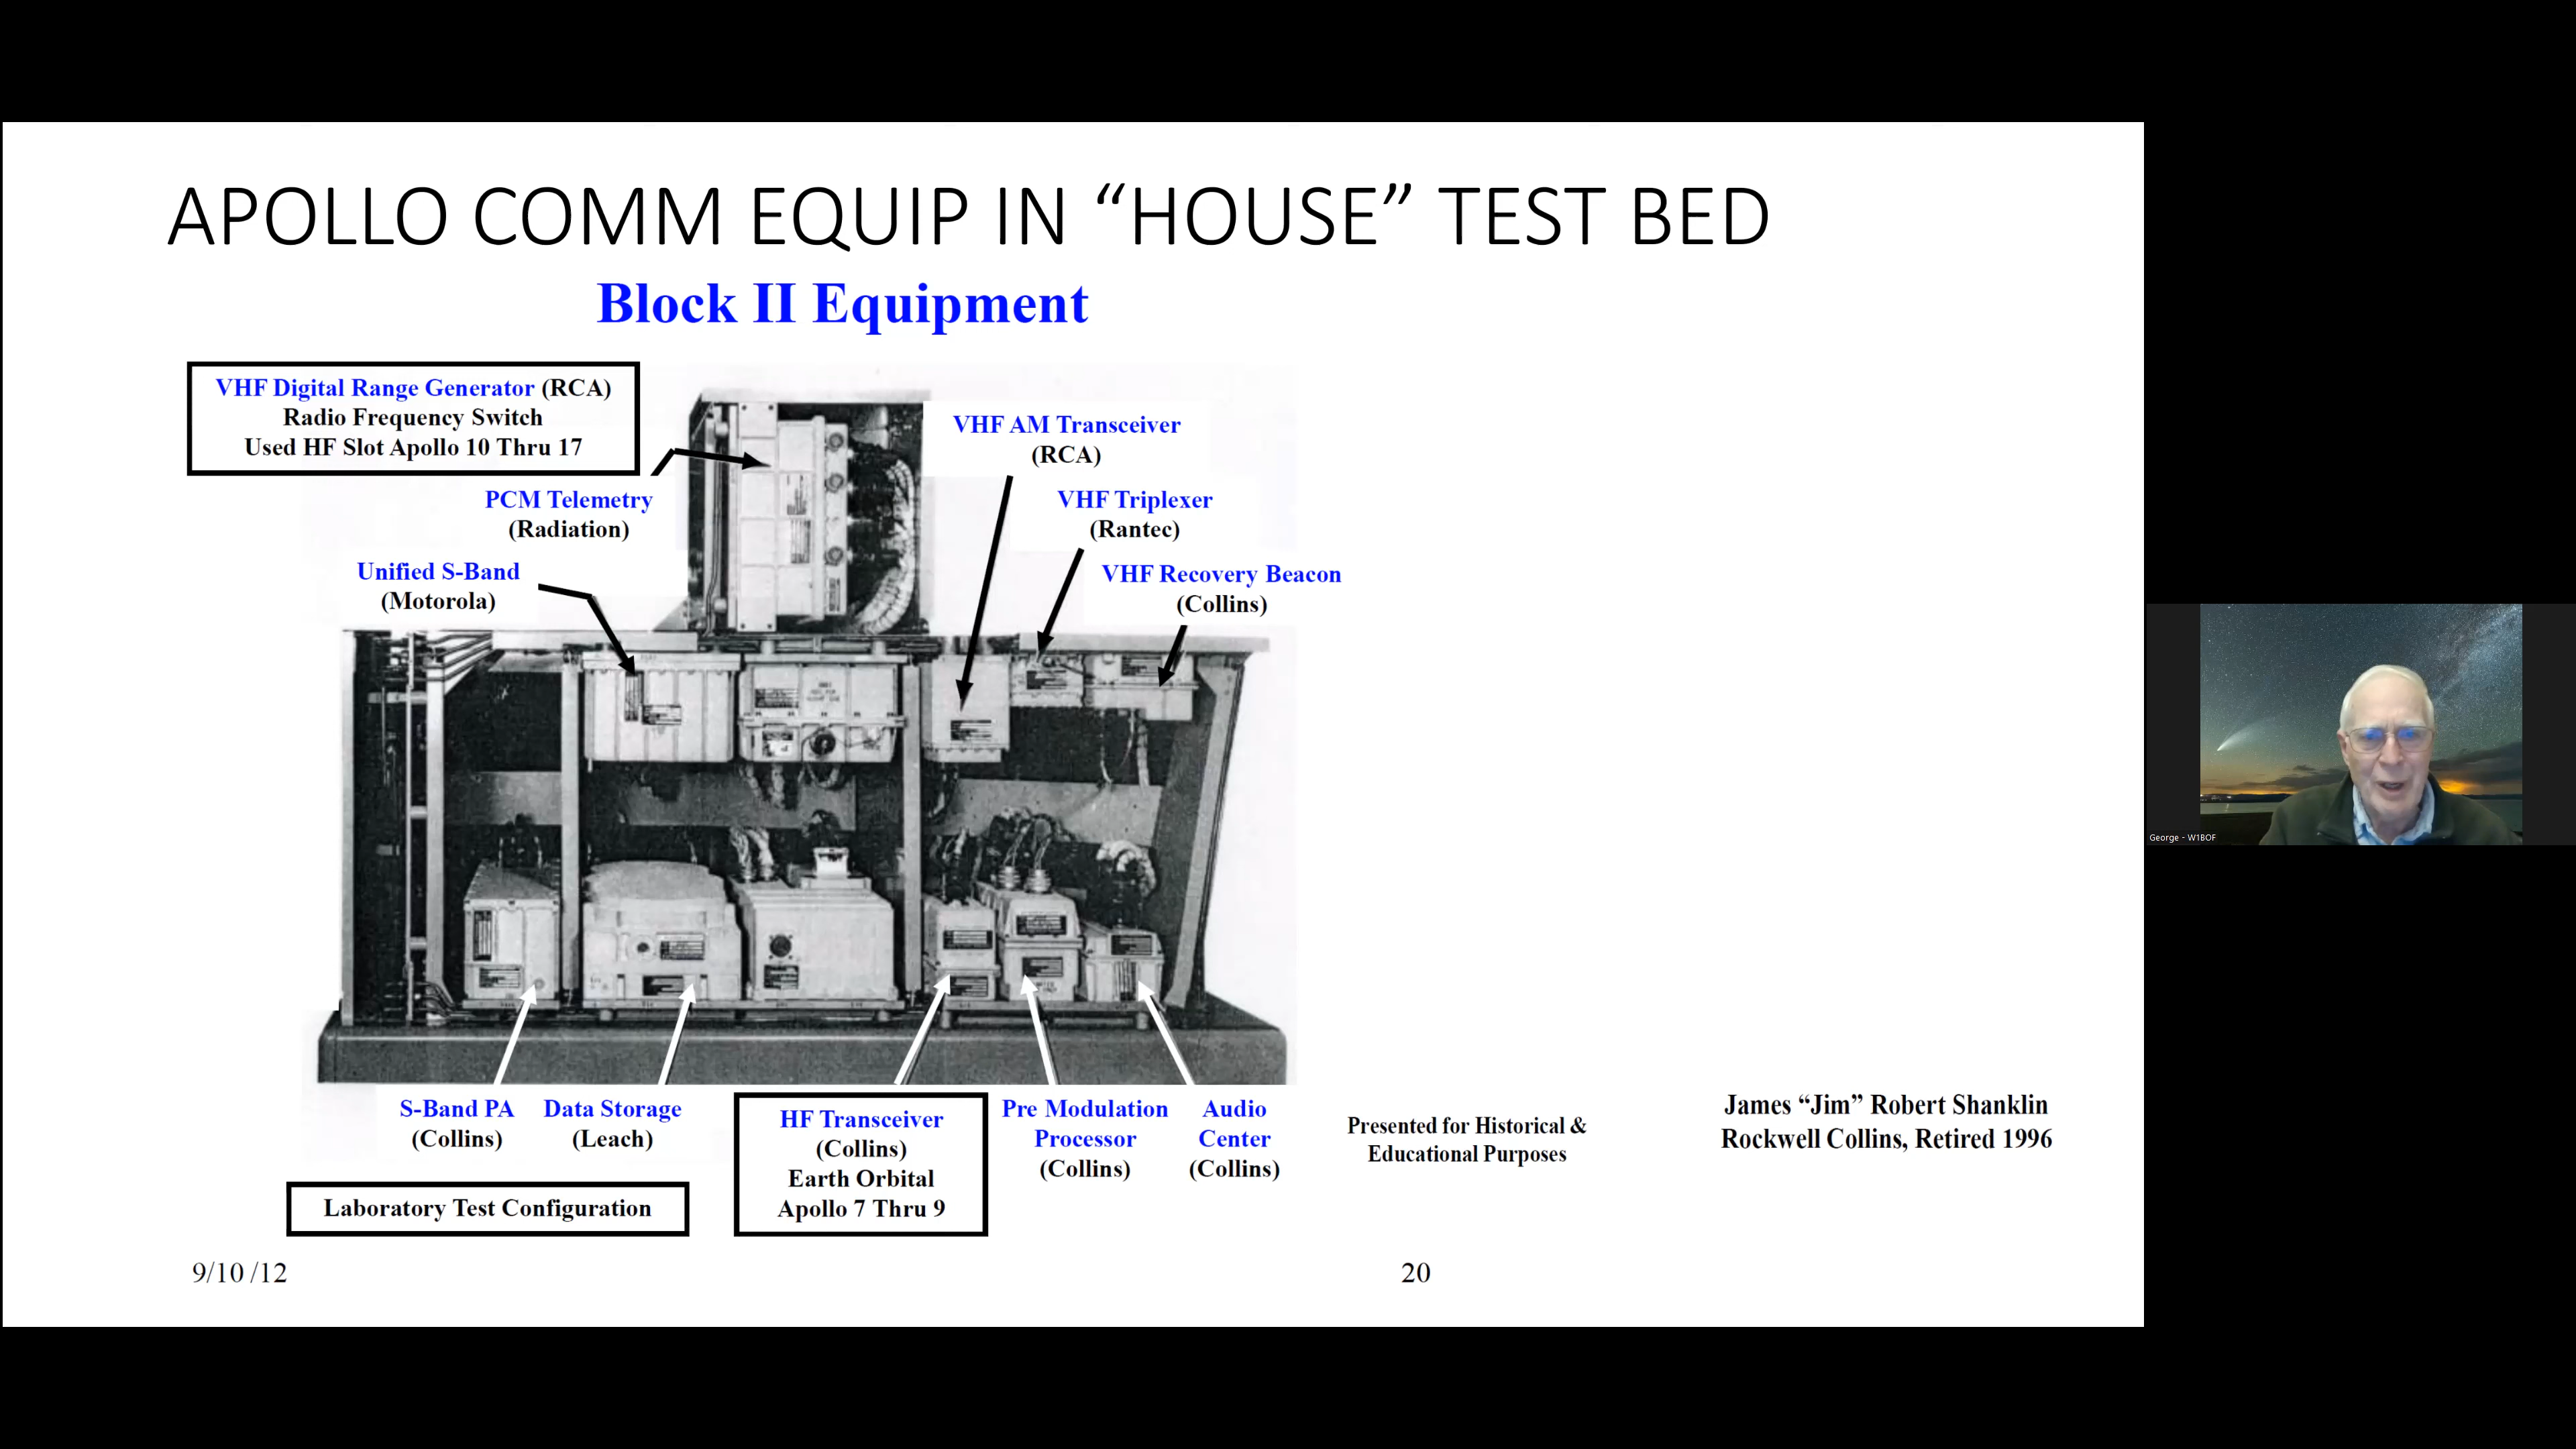 APOLLO COMM EQUIP IN “HOUSE” TEST BED
Block II Equipment
VHF Digital Range Generator (RCA)
Radio Frequency Switch
Used HF Slot Apollo 10 Thru 17
VHF AM Transceiver
(RCA)
PCM Telemetry
(Radiation)
VHF Triplexer
(Rantec)
Unified S-Band
(Motorola)
VHF Recovery Beacon
(Collins)
S-Band PA
(Collins)
Data Storage
(Leach)
HF Transceiver
(Collins)
Earth Orbital
Apollo 7 Thru 9
Pre Modulation
Processor
(Collins)
Audio
Center
(Collins)
Presented for Historical &
Educational Purposes
James “Jim” Robert Shanklin
Rockwell Collins, Retired 1996
Laboratory Test Configuration
9/10 /12
20
George - W1BOF